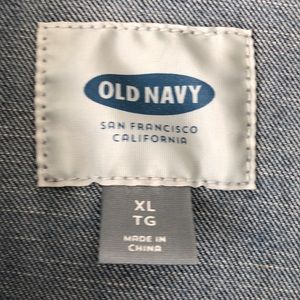 OLD NAVY
SAN FRANCISCO
CALIFORNIA
XL
TG
MADE IN
CHINA